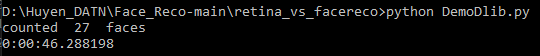 D:\Huyen_DATN\Face_Reco-main\retina_vs_facereco>python DemoDlib.py
counted  27  faces
0:00:46.288198